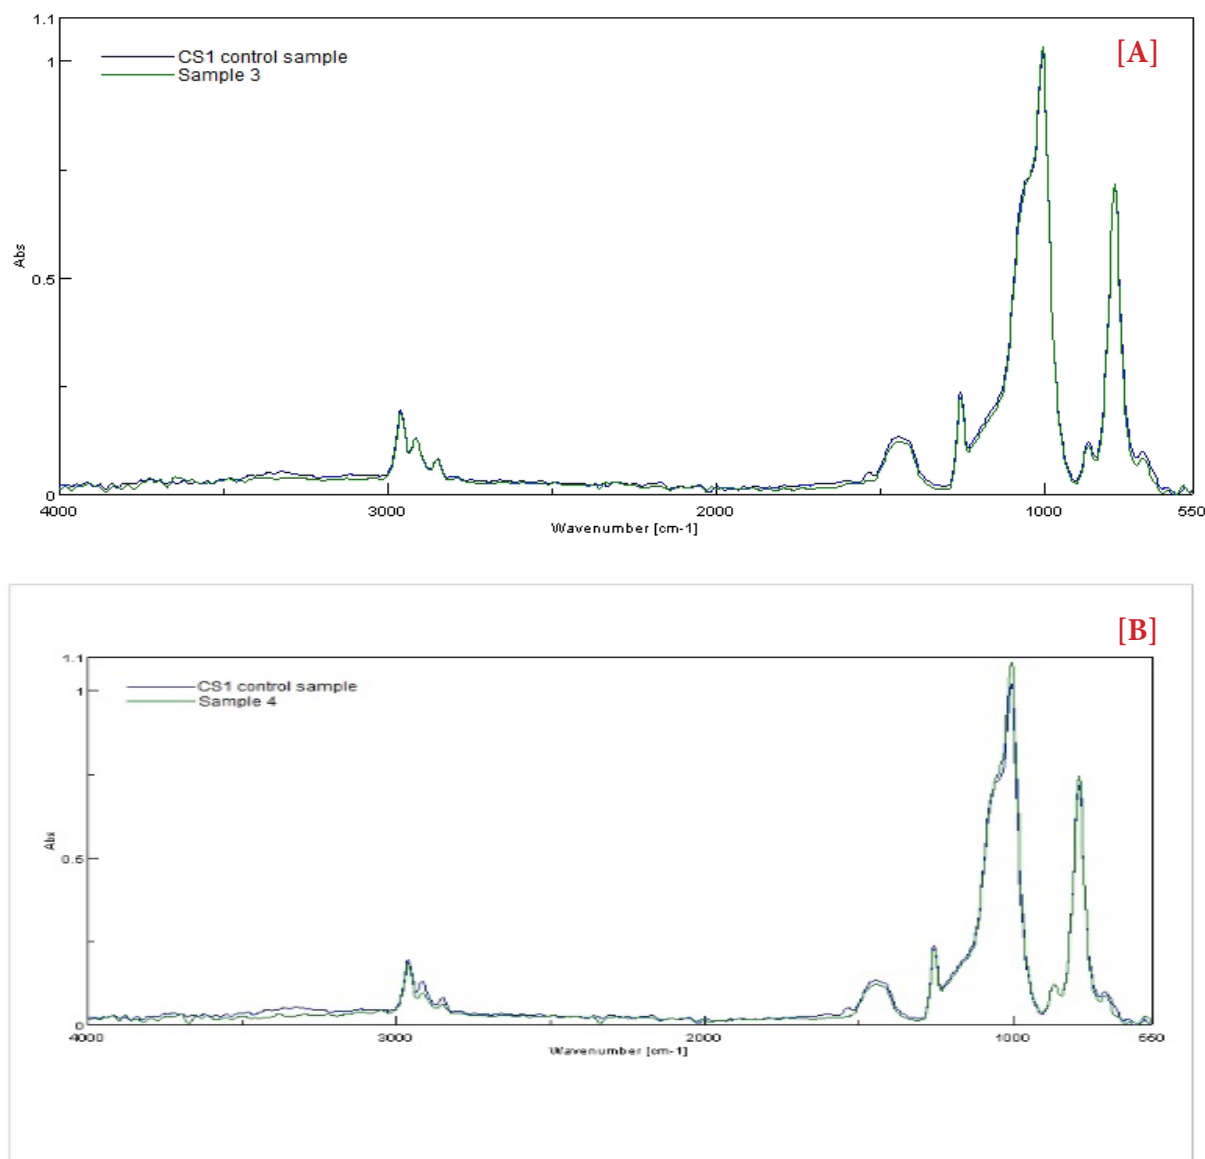 1.1
[A]
CS1 control sample
Sample 3
1
Abs
0.5
0
4000
3000
2000
1000
550
Wavenumber [cm-1]
[B]
1.1
CS1 control sample
Sample 4
1
Abs
0.5
0
4000
3000
2000
1000
550
Wavenumber [cm-1]